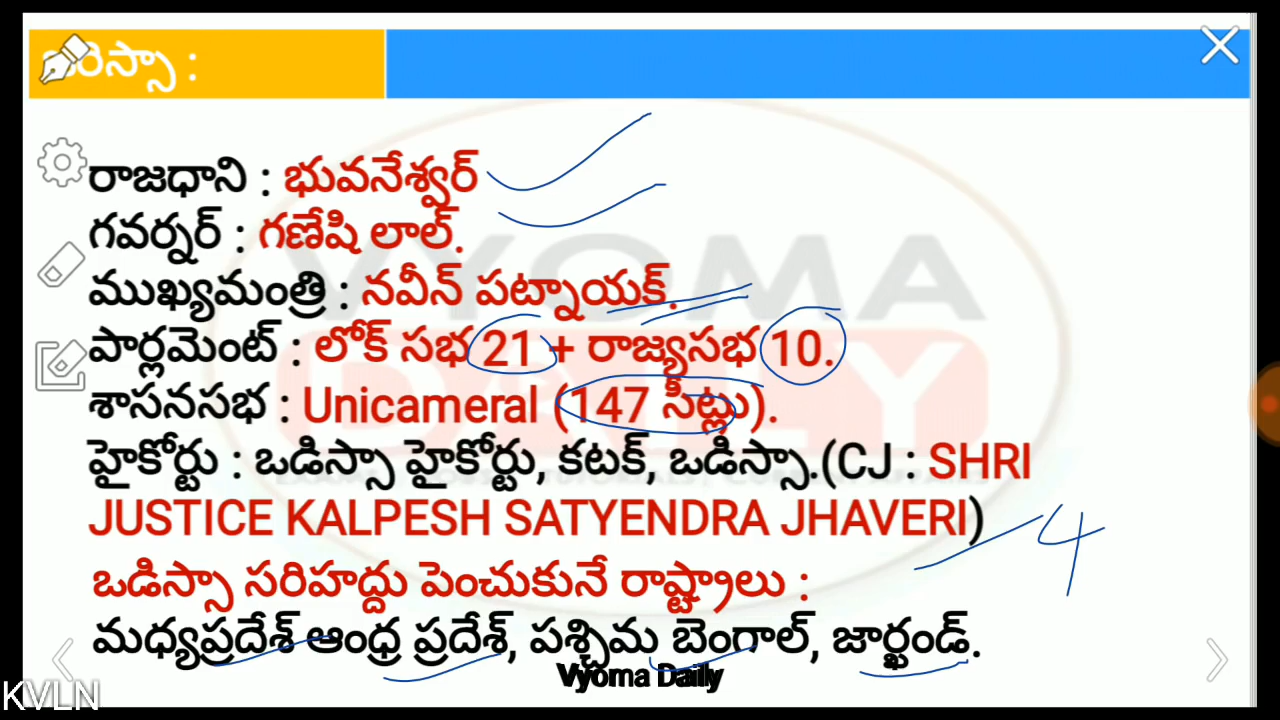 రిస్సా :
రాజధాని : భువనేశ్వర్
గవర్నర్ : గణేషి లాల్.
ముఖ్యమంత్రి : నవీన్ పట్నాయక్.
పార్లమెంట్ : లోక్ సభ 21 + రాజ్యసభ 10.
శాసనసభ : Unicameral (147 సీట్లు).
హైకోర్టు : ఒడిస్సా హైకోర్టు, కటక్, ఒడిస్సా.(CJ : SHRI
JUSTICE KALPESH SATYENDRA JHAVERI)
4
ఒడిస్సా సరిహద్దు పెంచుకునే రాష్ట్రాలు :
మధ్యప్రదేశ్ ఆంధ్ర ప్రదేశ్, పశ్చిమ బెంగాల్, జార్ఖండ్.
Vyoma Daily
KVLN
VYOMA